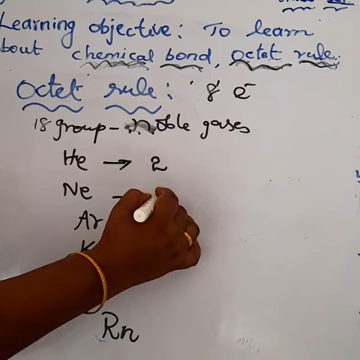 Learning objective: To learn
bout chemical bond, octet rule.
Octet rule: '8' e⁻
18 group - noble gases
He → 2
Ne →
Ar
K
Rn